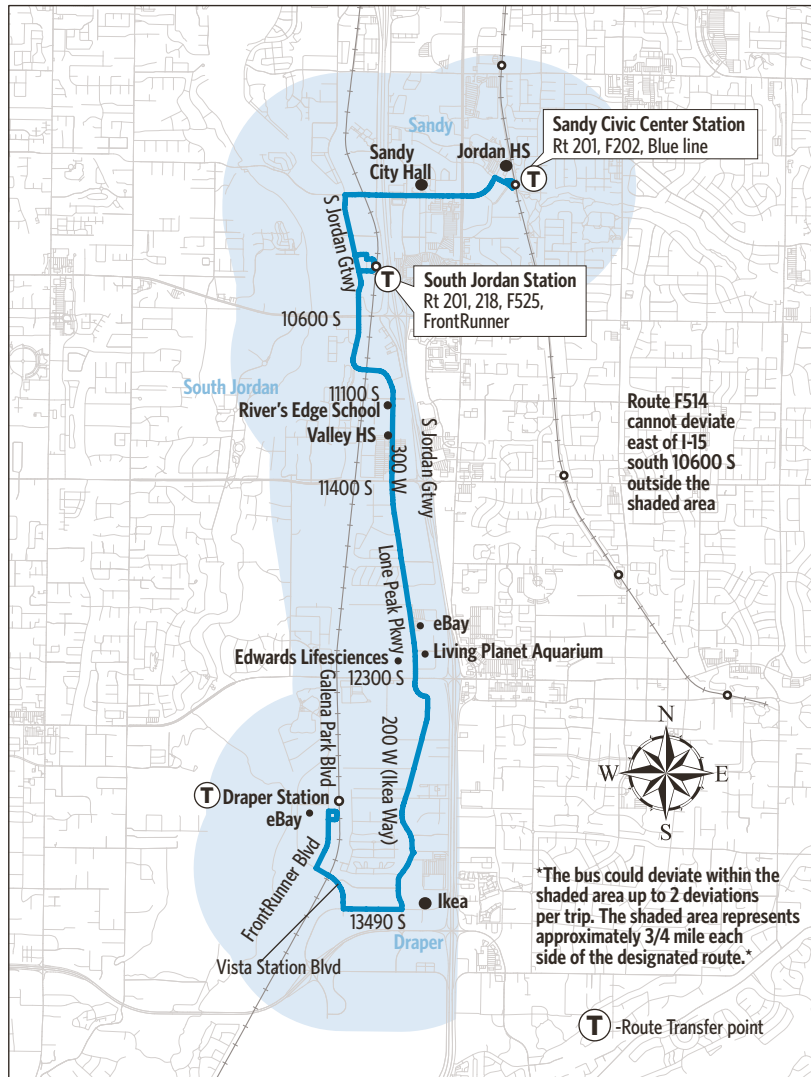 Sandy
Sandy Civic Center Station
Rt 201, F202, Blue line
Jordan HS
Sandy
City Hall
T
S Jordan Gtwy
T
South Jordan Station
Rt 201, 218, F525,
FrontRunner
10600 S
South Jordan
11100 S
River's Edge School
Valley HS
300 W
S Jordan Gtwy
11400 S
Route F514
cannot deviate
east of I-15
south 10600 S
outside the
shaded area
Lone Peak Pkwy
eBay
Living Planet Aquarium
Edwards Lifesciences
12300 S
Galena Park Blvd
200 W (Ikea Way)
N
W
E
S
T
Draper Station
eBay
FrontRunner Blvd
Ikea
13490 S
Draper
Vista Station Blvd
*The bus could deviate within the
shaded area up to 2 deviations
per trip. The shaded area represents
approximately 3/4 mile each
side of the designated route.*
T -Route Transfer point